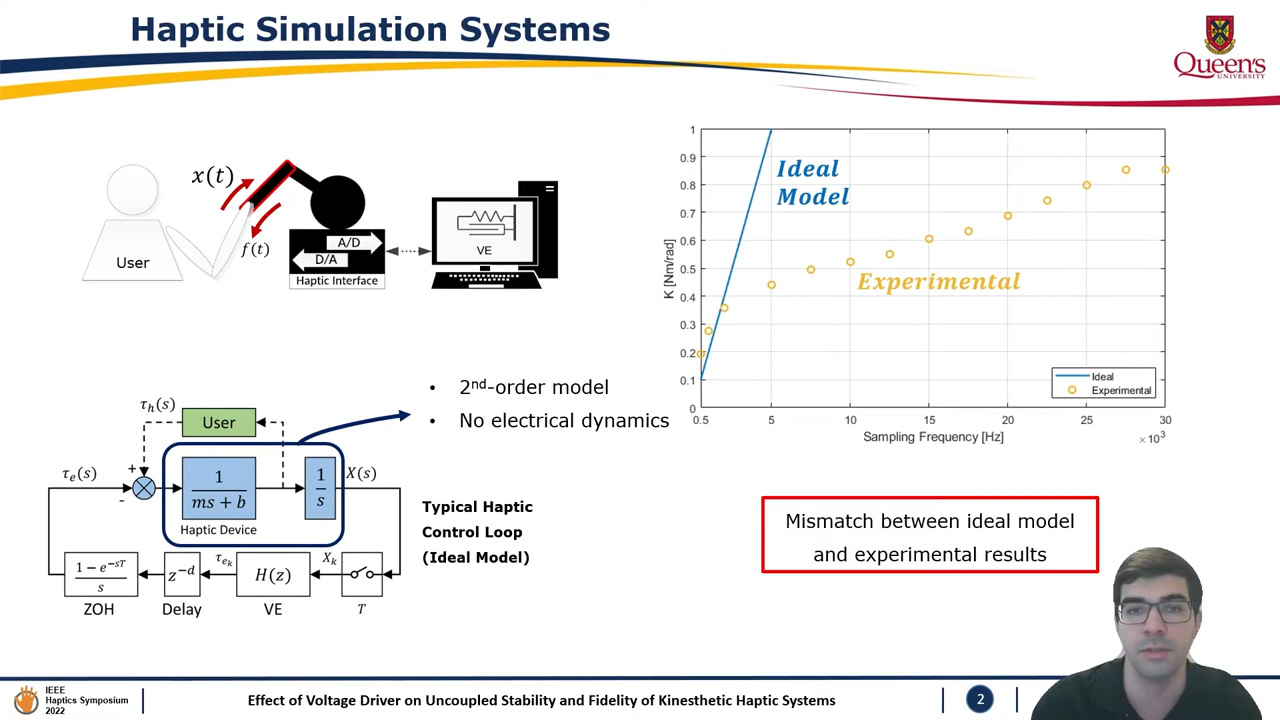 Haptic Simulation Systems
Queen's
UNIVERSITY
x(t)
f(t)
User
A/D
D/A
Haptic Interface
VE
1
0.9
0.8
0.7
0.6
0.5
0.4
0.3
0.2
0.1
0
K [Nm/rad]
Ideal
Model
Experimental
Ideal
Experimental
0.5 5 10 15 20 25 30
Sampling Frequency [Hz]
×10³
• 2nd-order model
• No electrical dynamics
τh(s)
User
τe(s)
+
-
1
ms + b
Haptic Device
1
s
X(s)
Typical Haptic
Control Loop
(Ideal Model)
1 − e^−sT
s
ZOH
z^−d
Delay
τek
H(z)
VE
Xk
T
Mismatch between ideal model
and experimental results
IEEE
Haptics Symposium
2022
Effect of Voltage Driver on Uncoupled Stability and Fidelity of Kinesthetic Haptic Systems
2